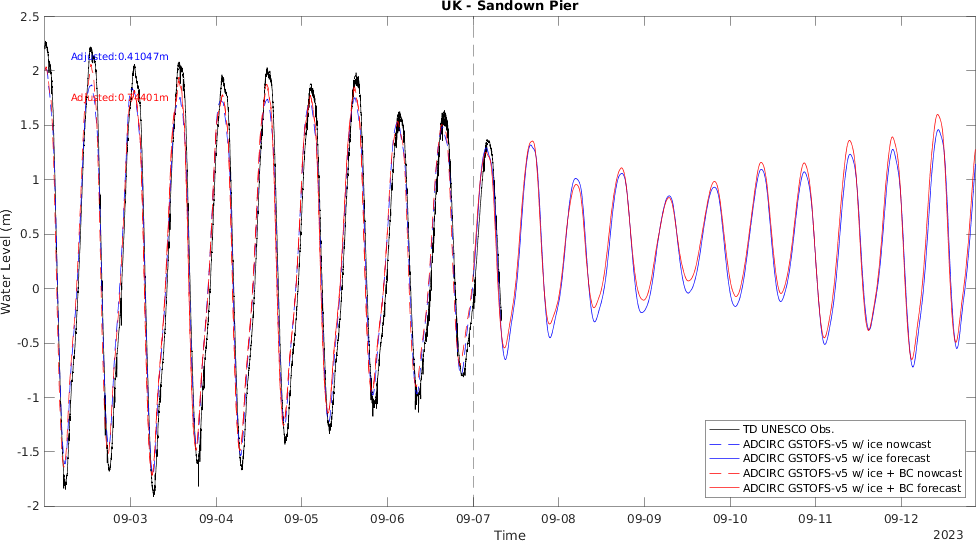 UK - Sandown Pier
Water Level (m)
2.5
2
1.5
1
0.5
0
-0.5
-1
-1.5
-2
Adjusted:0.41047m
TD UNESCO Obs.
ADCIRC GSTOFS-v5 w/ ice nowcast
ADCIRC GSTOFS-v5 w/ ice forecast
ADCIRC GSTOFS-v5 w/ ice + BC nowcast
ADCIRC GSTOFS-v5 w/ ice + BC forecast
09-03 09-04 09-05 09-06 09-07 09-08 09-09 09-10 09-11 09-12
Time
2023